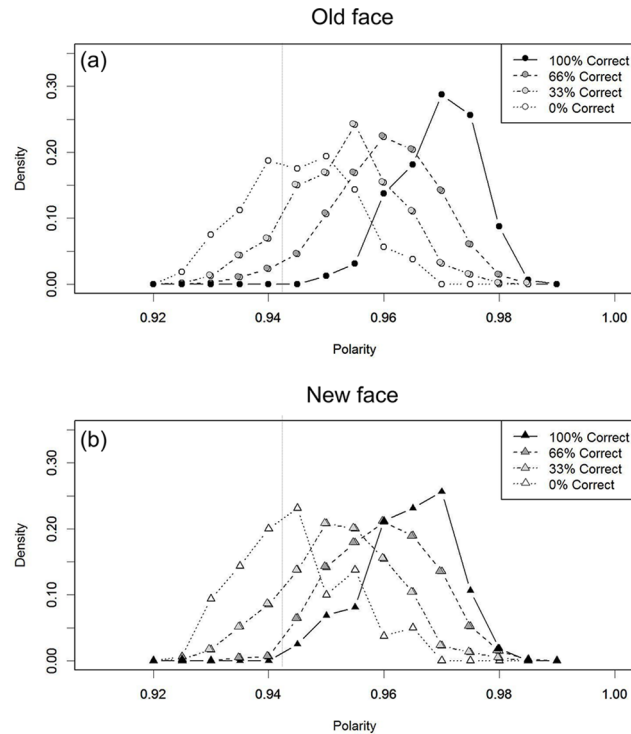 Old face
(a)
100% Correct
66% Correct
33% Correct
0% Correct
Density
0.30
0.20
0.10
0.00
0.92 0.94 0.96 0.98 1.00
Polarity
New face
(b)
100% Correct
66% Correct
33% Correct
0% Correct
Density
0.30
0.20
0.10
0.00
0.92 0.94 0.96 0.98 1.00
Polarity